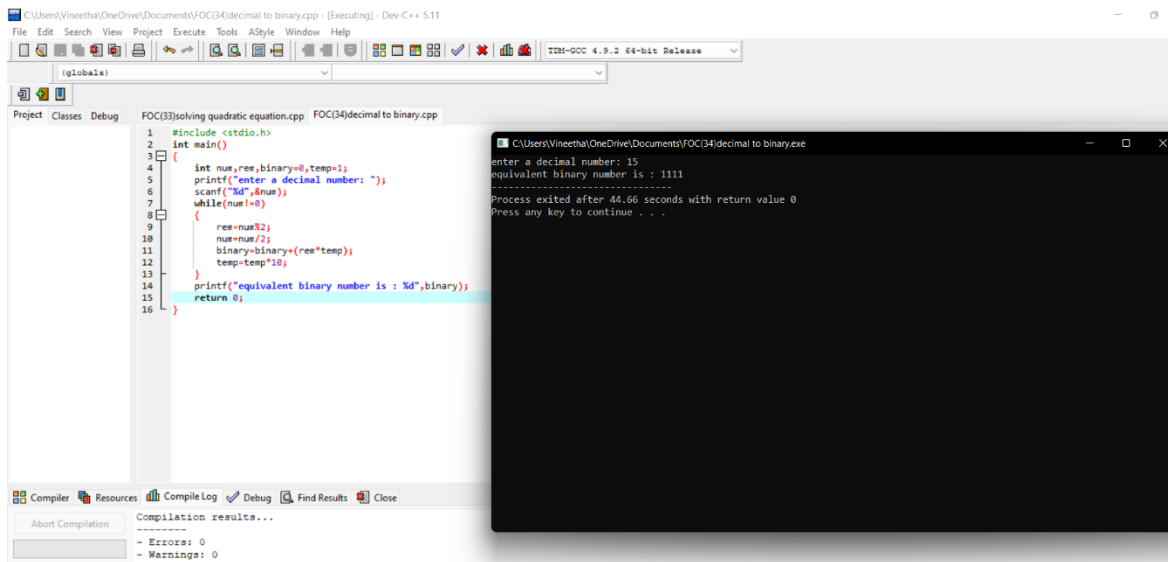 C:\Users\Vineetha\OneDrive\Documents\FOC(34)decimal to binary.cpp - [Executing] - Dev-C++ 5.11
File Edit Search View Project Execute Tools AStyle Window Help
TDM-GCC 4.9.2 64-bit Release
(globals)
Project Classes Debug
FOC(33)solving quadratic equation.cpp FOC(34)decimal to binary.cpp
1 #include <stdio.h>
2 int main()
3 {
4 int num,rem,binary=0,temp=1;
5 printf("enter a decimal number: ");
6 scanf("%d",&num);
7 while(num!=0)
8 {
9 rem=num%2;
10 num=num/2;
11 binary=binary+(rem*temp);
12 temp=temp*10;
13 }
14 printf("equivalent binary number is : %d",binary);
15 return 0;
16 }
C:\Users\Vineetha\OneDrive\Documents\FOC(34)decimal to binary.exe
enter a decimal number: 15
equivalent binary number is : 1111
--------------------------------
Process exited after 44.66 seconds with return value 0
Press any key to continue . . .
Compiler Resources Compile Log Debug Find Results Close
Abort Compilation
Compilation results...
--------
- Errors: 0
- Warnings: 0